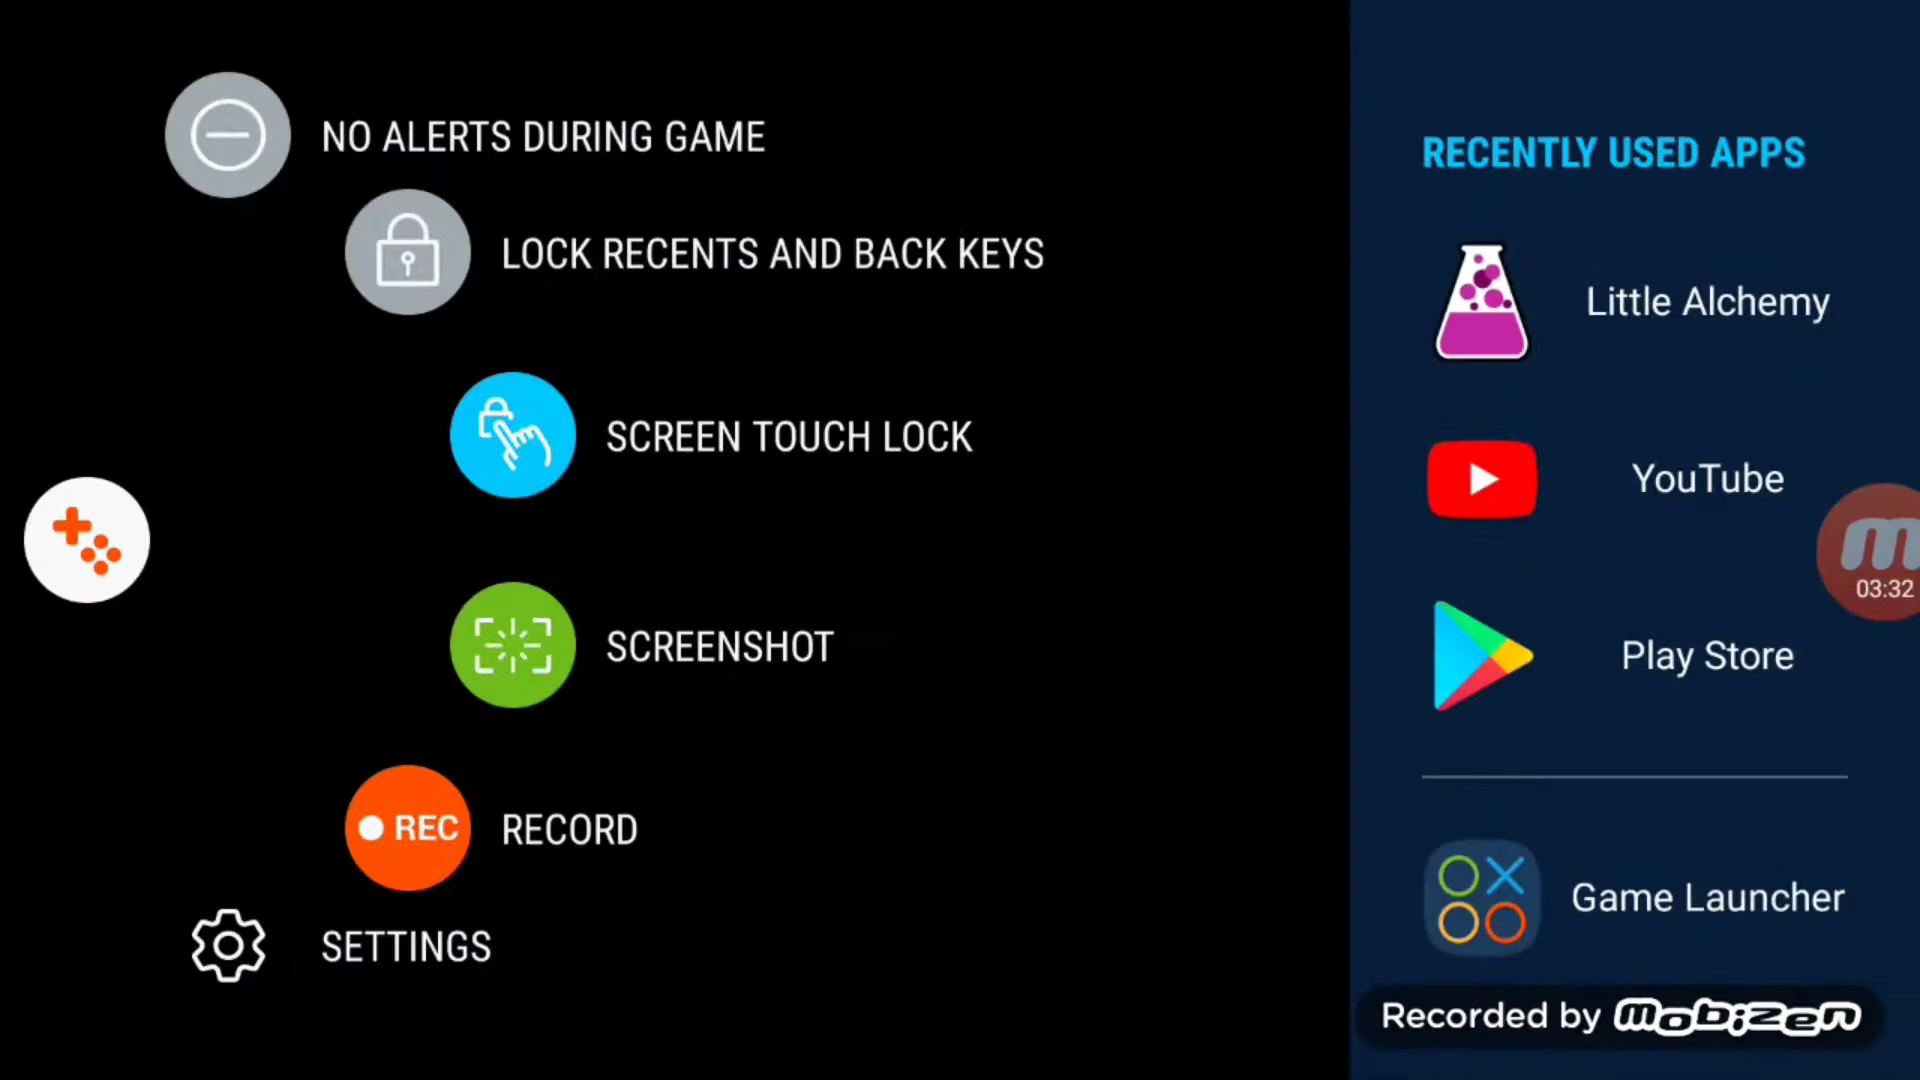 NO ALERTS DURING GAME
LOCK RECENTS AND BACK KEYS
SCREEN TOUCH LOCK
SCREENSHOT
REC
RECORD
SETTINGS
RECENTLY USED APPS
Little Alchemy
YouTube
m
03:32
Play Store
Game Launcher
Recorded by mobizen